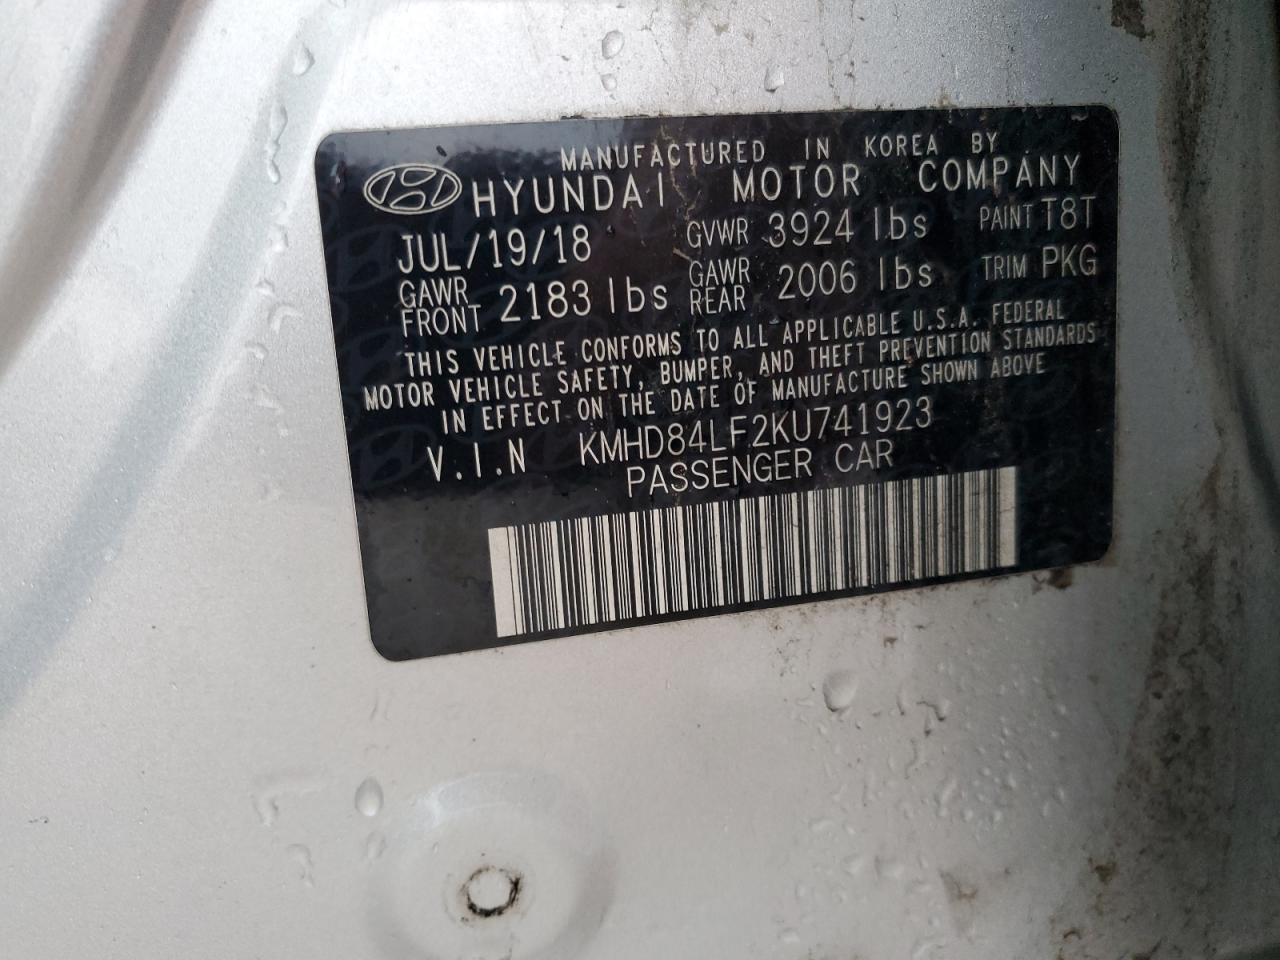 MANUFACTURED IN KOREA BY
HYUNDAI MOTOR COMPANY
JUL/19/18 GVWR 3924 lbs PAINT T8T
GAWR FRONT 2183 lbs GAWR REAR 2006 lbs TRIM PKG
THIS VEHICLE CONFORMS TO ALL APPLICABLE U.S.A. FEDERAL
MOTOR VEHICLE SAFETY, BUMPER, AND THEFT PREVENTION STANDARDS
IN EFFECT ON THE DATE OF MANUFACTURE SHOWN ABOVE
V.I.N KMHD84LF2KU741923
PASSENGER CAR